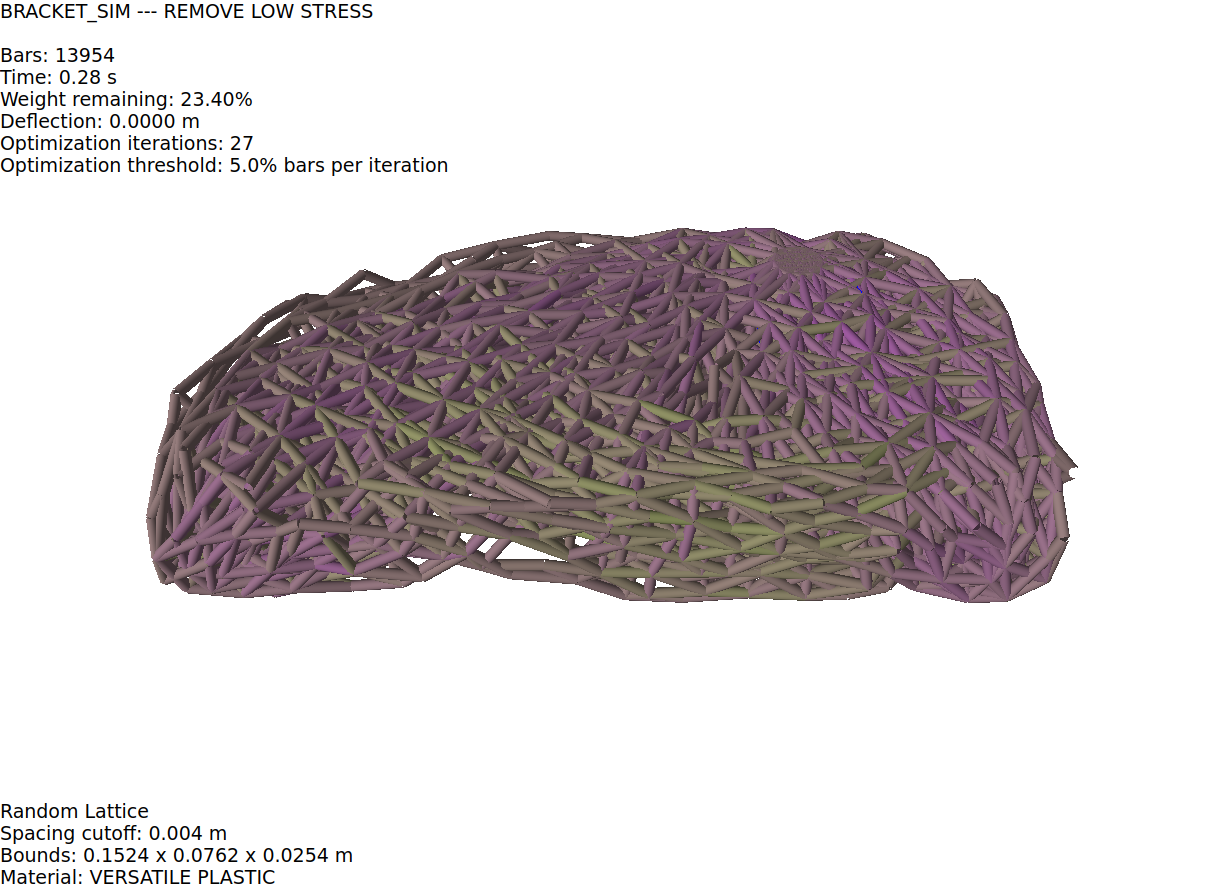 BRACKET_SIM --- REMOVE LOW STRESS
Bars: 13954
Time: 0.28 s
Weight remaining: 23.40%
Deflection: 0.0000 m
Optimization iterations: 27
Optimization threshold: 5.0% bars per iteration
Random Lattice
Spacing cutoff: 0.004 m
Bounds: 0.1524 x 0.0762 x 0.0254 m
Material: VERSATILE PLASTIC